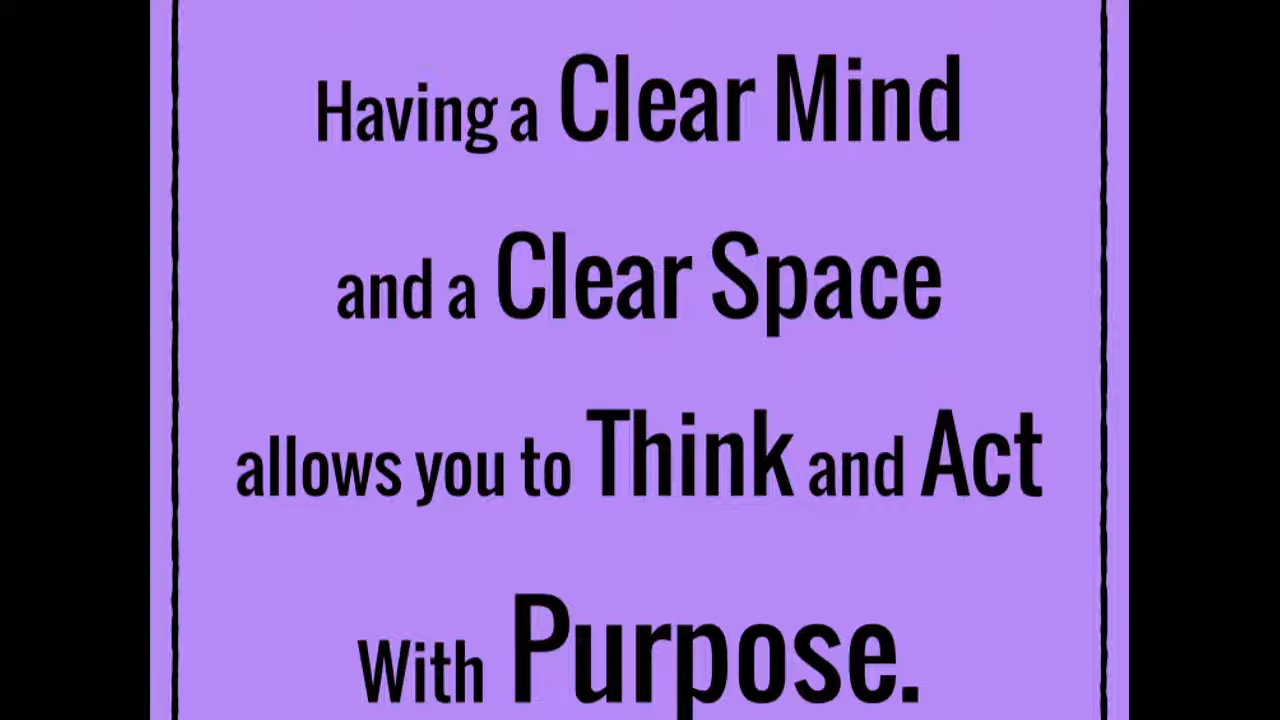 Having a Clear Mind
and a Clear Space
allows you to Think and Act
With Purpose.